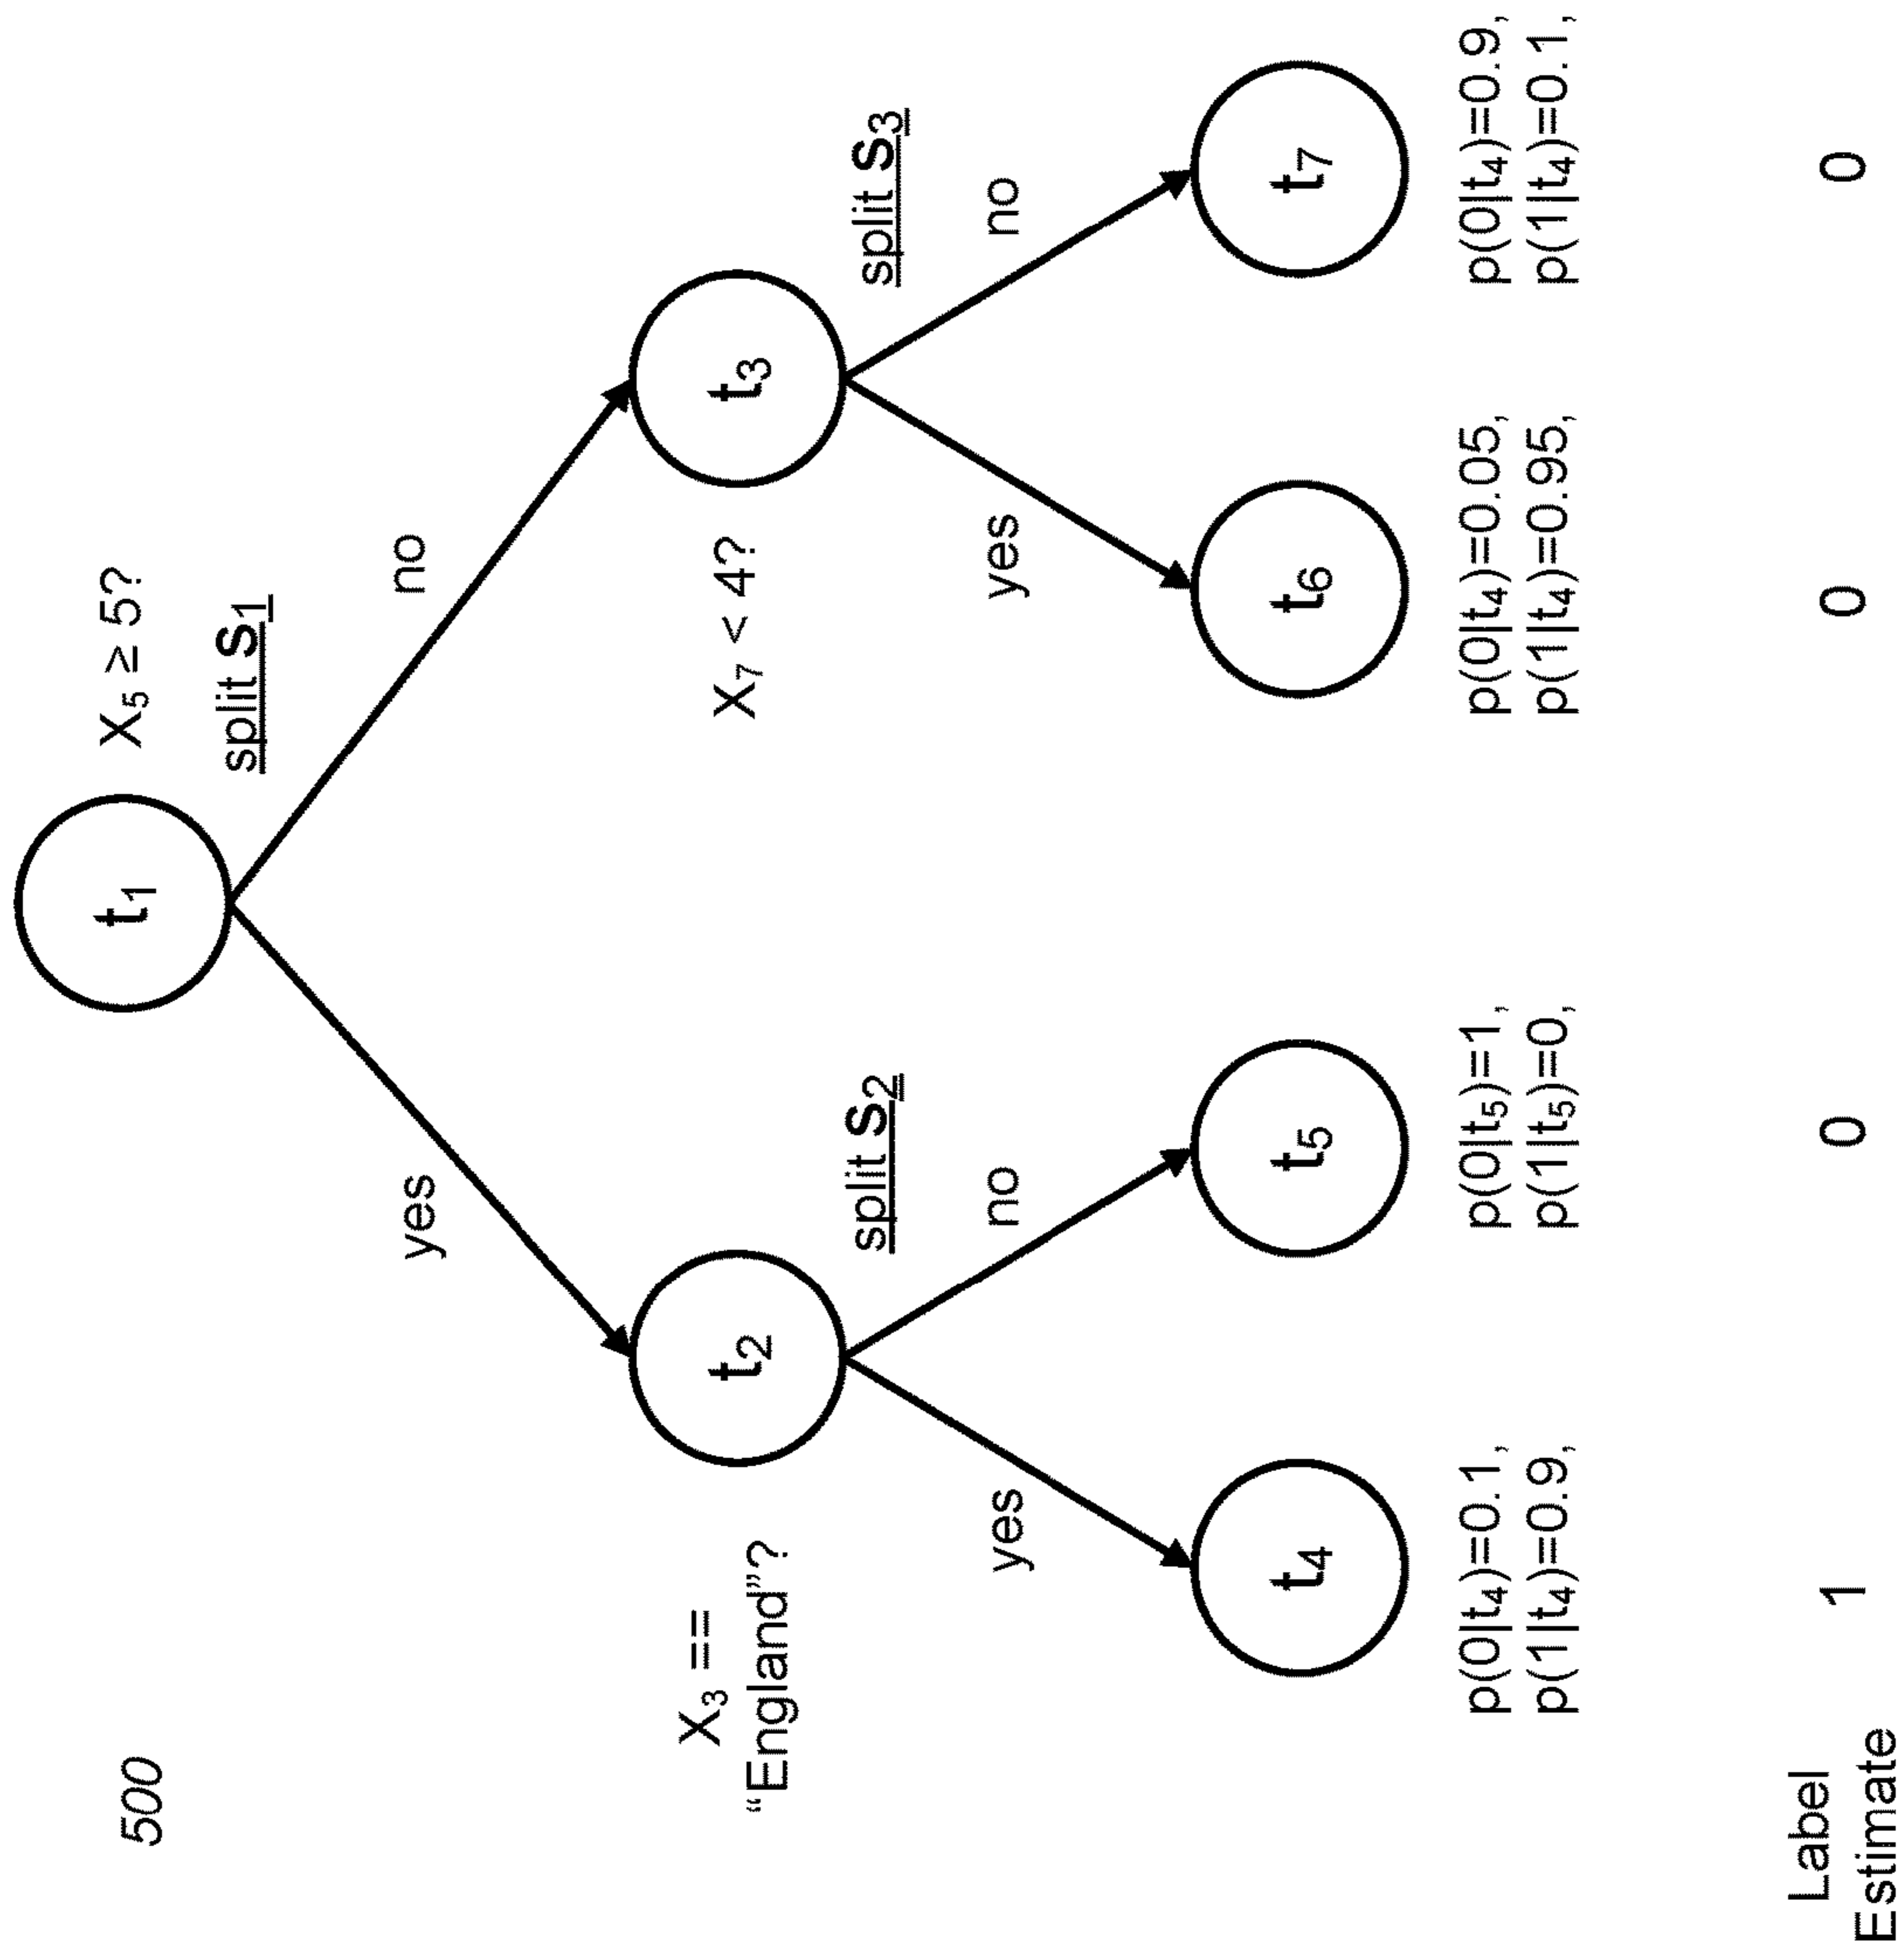 500
t₁
X₅ ≥ 5?
split S₁
yes
no
X₃ ==
“England”?
t₂
split S₂
X₇ < 4?
t₃
split S₃
yes
no
yes
no
t₄
t₅
t₆
t₇
p(0|t₄)=0.1,
p(1|t₄)=0.9,
p(0|t₅)=1,
p(1|t₅)=0,
p(0|t₄)=0.05,
p(1|t₄)=0.95,
p(0|t₄)=0.9,
p(1|t₄)=0.1,
Label
Estimate
1
0
0
0